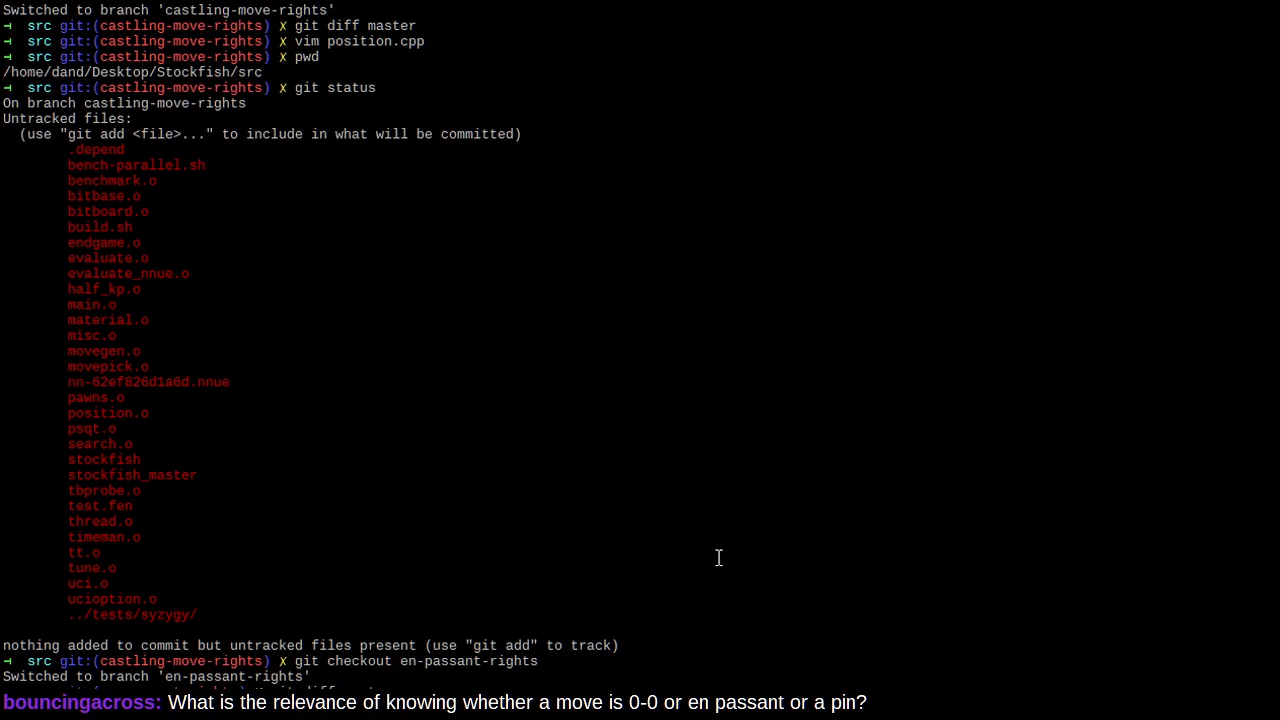 Switched to branch 'castling-move-rights'
→ src git:(castling-move-rights) ✗ git diff master
→ src git:(castling-move-rights) ✗ vim position.cpp
→ src git:(castling-move-rights) ✗ pwd
/home/dand/Desktop/Stockfish/src
→ src git:(castling-move-rights) ✗ git status
On branch castling-move-rights
Untracked files:
(use "git add <file>..." to include in what will be committed)
.depend
bench-parallel.sh
benchmark.o
bitbase.o
bitboard.o
build.sh
endgame.o
evaluate.o
evaluate_nnue.o
half_kp.o
main.o
material.o
misc.o
movegen.o
movepick.o
nn-62ef826d1a6d.nnue
pawns.o
position.o
psqt.o
search.o
stockfish
stockfish_master
tbprobe.o
test.fen
thread.o
timeman.o
tt.o
tune.o
uci.o
ucioption.o
../tests/syzygy/
nothing added to commit but untracked files present (use "git add" to track)
→ src git:(castling-move-rights) ✗ git checkout en-passant-rights
Switched to branch 'en-passant-rights'
bouncingacross: What is the relevance of knowing whether a move is 0-0 or en passant or a pin?